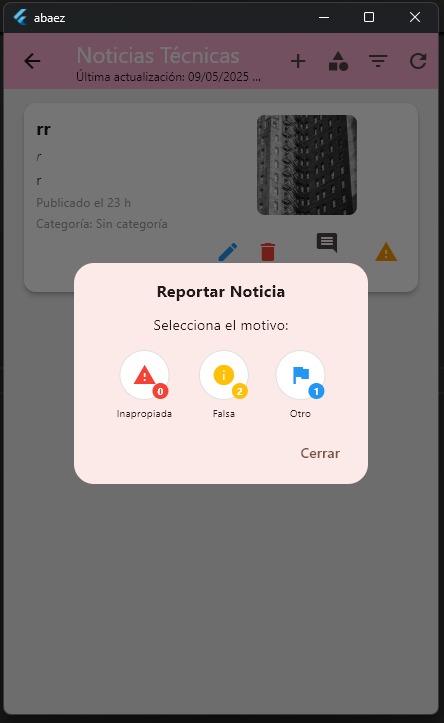 abaez
Noticias Técnicas
Última actualización: 09/05/2025 ...
rr
r
r
Publicado el 23 h
Categoría: Sin categoría
Reportar Noticia
Selecciona el motivo:
0
2
1
Inapropiada
Falsa
Otro
Cerrar